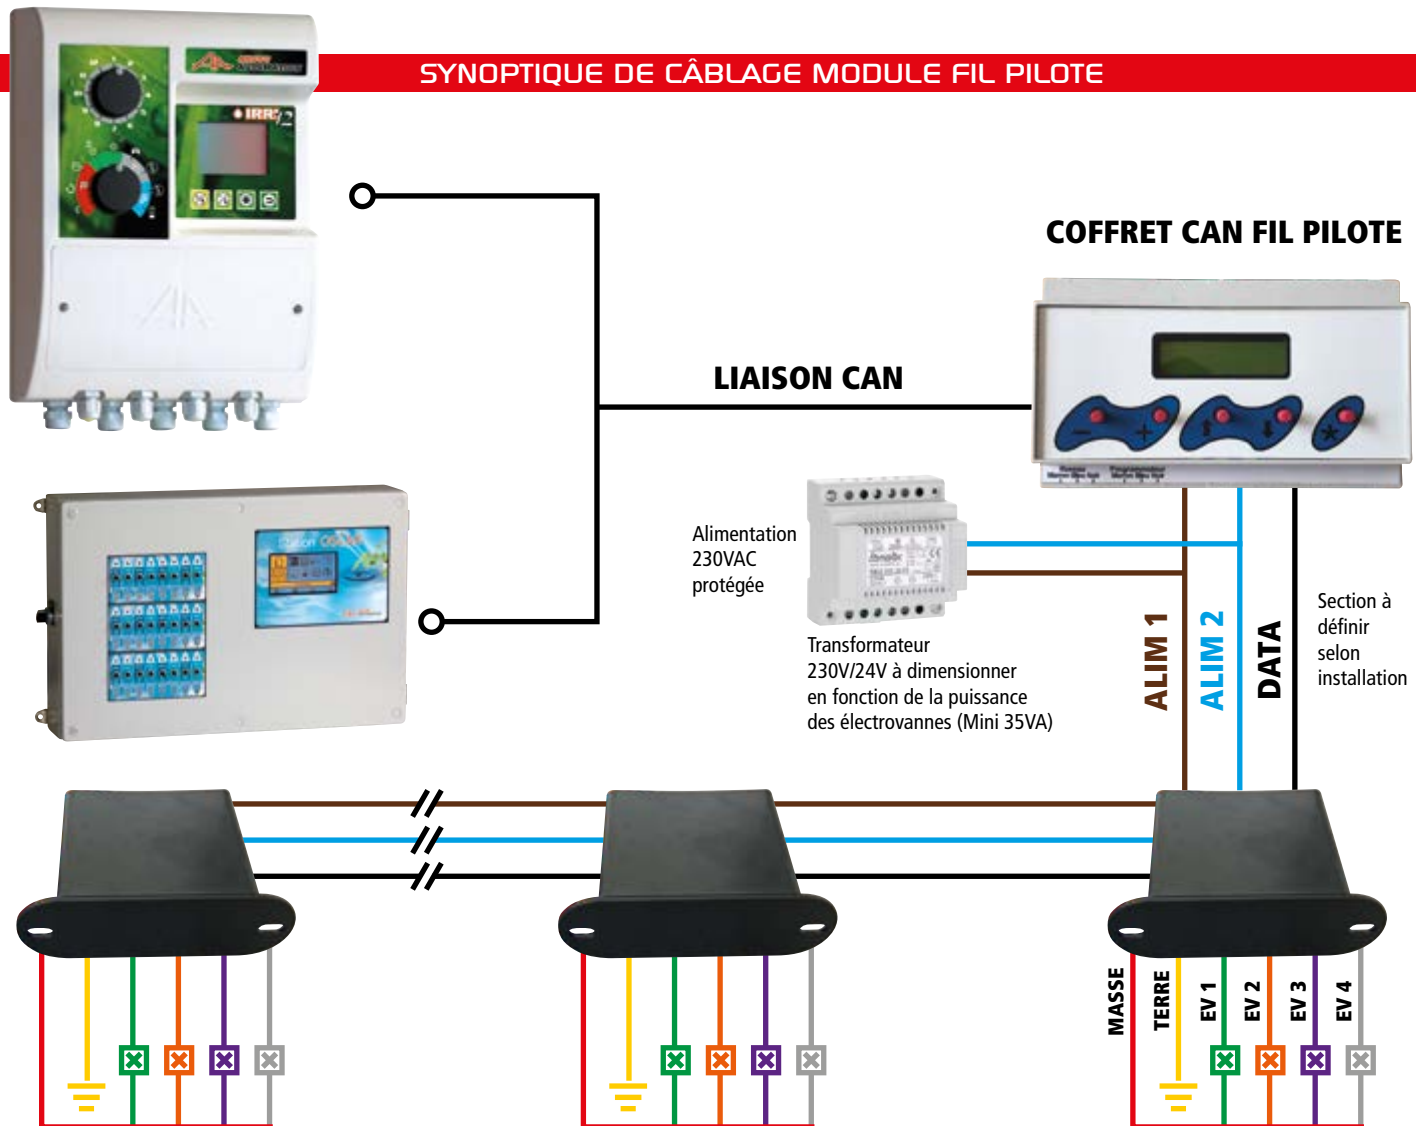 SYNOPTIQUE DE CÂBLAGE MODULE FIL PILOTE
IRRI
COFFRET CAN FIL PILOTE
LIAISON CAN
Station
Alimentation
230VAC
protégée
Transformateur
230V/24V à dimensionner
en fonction de la puissance
des électrovannes (Mini 35VA)
ALIM 1
ALIM 2
DATA
Section à
définir
selon
installation
MASSE
TERRE
EV 1
EV 2
EV 3
EV 4